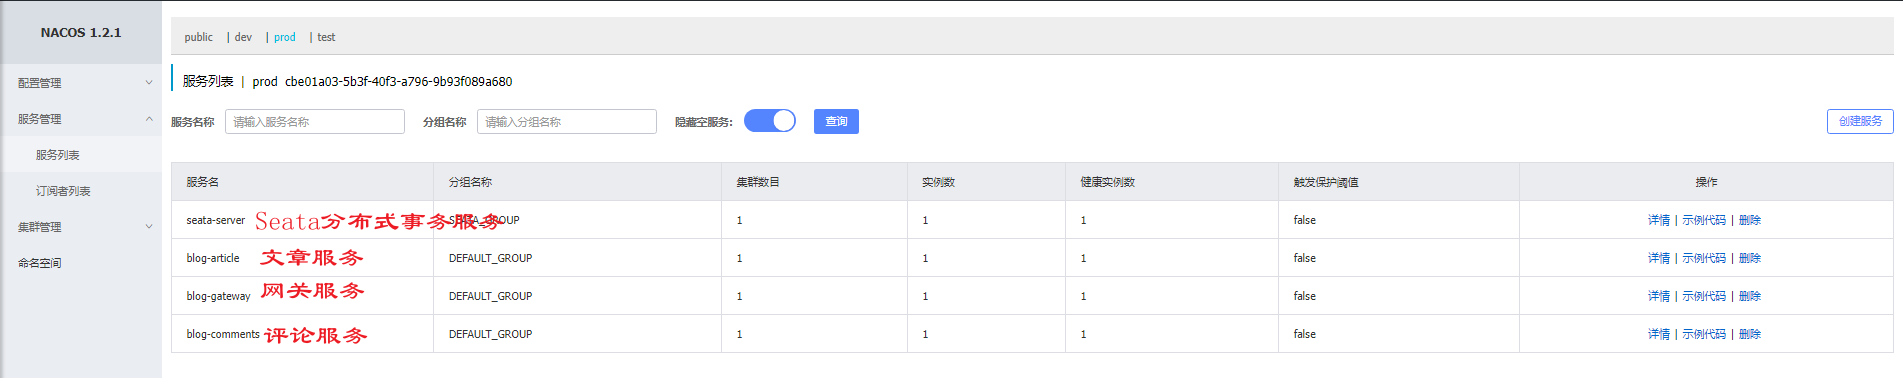 NACOS 1.2.1
配置管理
服务管理
服务列表
订阅者列表
集群管理
命名空间
public | dev | prod | test
服务列表 | prod cbe01a03-5b3f-40f3-a796-9b93f089a680
服务名称 请输入服务名称 分组名称 请输入分组名称 隐藏空服务: 查询 创建服务
服务名 分组名称 集群数目 实例数 健康实例数 触发保护阈值 操作
seata-server Seata分布式事务服务 SEATA_GROUP 1 1 1 false 详情 | 示例代码 | 删除
blog-article 文章服务 DEFAULT_GROUP 1 1 1 false 详情 | 示例代码 | 删除
blog-gateway 网关服务 DEFAULT_GROUP 1 1 1 false 详情 | 示例代码 | 删除
blog-comments 评论服务 DEFAULT_GROUP 1 1 1 false 详情 | 示例代码 | 删除